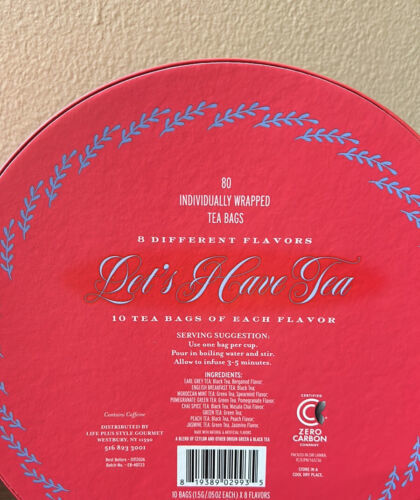 80
INDIVIDUALLY WRAPPED
TEA BAGS
8 DIFFERENT FLAVORS
Let's Have Tea
10 TEA BAGS OF EACH FLAVOR
SERVING SUGGESTION:
Use one bag per cup.
Pour in boiling water and stir.
Allow to infuse 3-5 minutes.
INGREDIENTS:
EARL GREY TEA: Black Tea, Bergamot Flavor;
ENGLISH BREAKFAST TEA: Black Tea;
MOROCCAN MINT TEA: Green Tea, Spearmint Flavor;
POMEGRANATE GREEN TEA: Green Tea, Pomegranate Flavor;
CHAI SPICE TEA: Black Tea, Masala Chai Flavor;
GREEN TEA: Green Tea;
PEACH TEA: Black Tea, Peach Flavor;
JASMINE TEA: Green Tea, Jasmine Flavor;
MADE WITH NATURAL & ARTIFICIAL FLAVORS.
A BLEND OF CEYLON AND OTHER ORIGIN GREEN & BLACK TEA
Contains Caffeine
DISTRIBUTED BY
LIFE PLUS STYLE GOURMET
WESTBURY, NY 11590
516 893 3001
8 19389 02993 5
10 BAGS (1.5G/.05OZ EACH) X 8 FLAVORS
CERTIFIED
ZERO
CARBON
COMPANY
STORE IN A
COOL DRY PLACE.